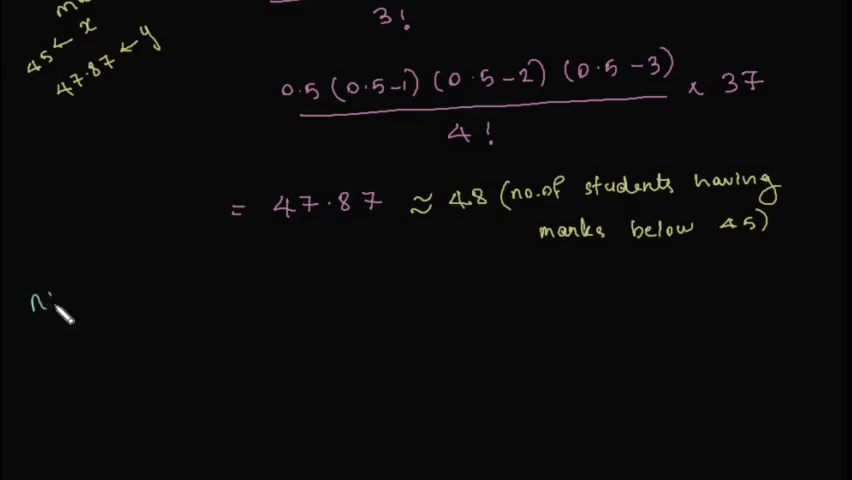 3!
45 ← x
47.87 ← y
0.5 (0.5-1) (0.5-2) (0.5-3) x 37
4!
= 47.87 ≈ 48 (no.of students having
marks below 45)